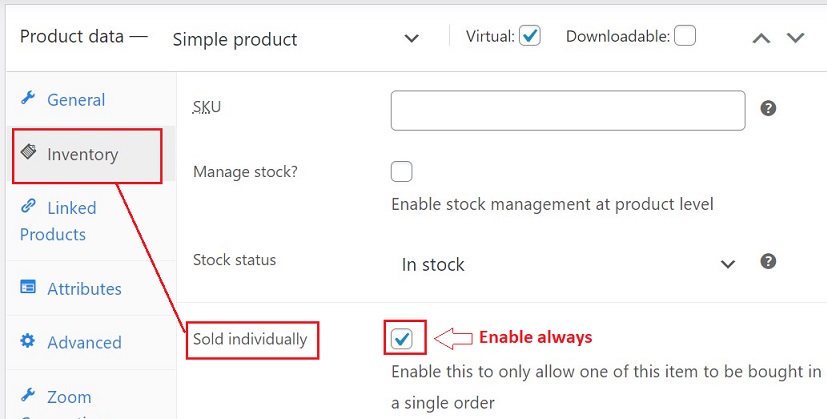 Product data —
Simple product
Virtual:
Downloadable:
General
Inventory
Linked
Products
Attributes
Advanced
Zoom
SKU
Manage stock?
Enable stock management at product level
Stock status
In stock
Sold individually
Enable always
Enable this to only allow one of this item to be bought in
a single order